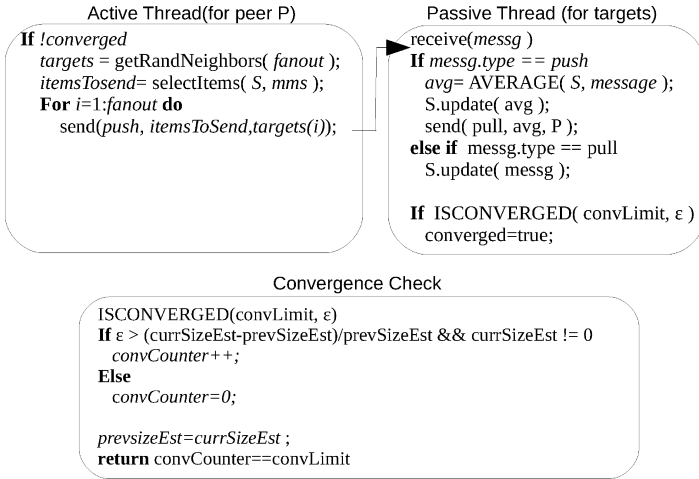 Active Thread(for peer P)
If !converged
targets = getRandNeighbors( fanout );
itemsTosend= selectItems( S, mms );
For i=1:fanout do
send(push, itemsToSend,targets(i));
Passive Thread (for targets)
receive(messg )
If messg.type == push
avg= AVERAGE( S, message );
S.update( avg );
send( pull, avg, P );
else if messg.type == pull
S.update( messg );
If ISCONVERGED( convLimit, ε )
converged=true;
Convergence Check
ISCONVERGED(convLimit, ε)
If ε > (currSizeEst-prevSizeEst)/prevSizeEst && currSizeEst != 0
convCounter++;
Else
convCounter=0;
prevsizeEst=currSizeEst ;
return convCounter==convLimit